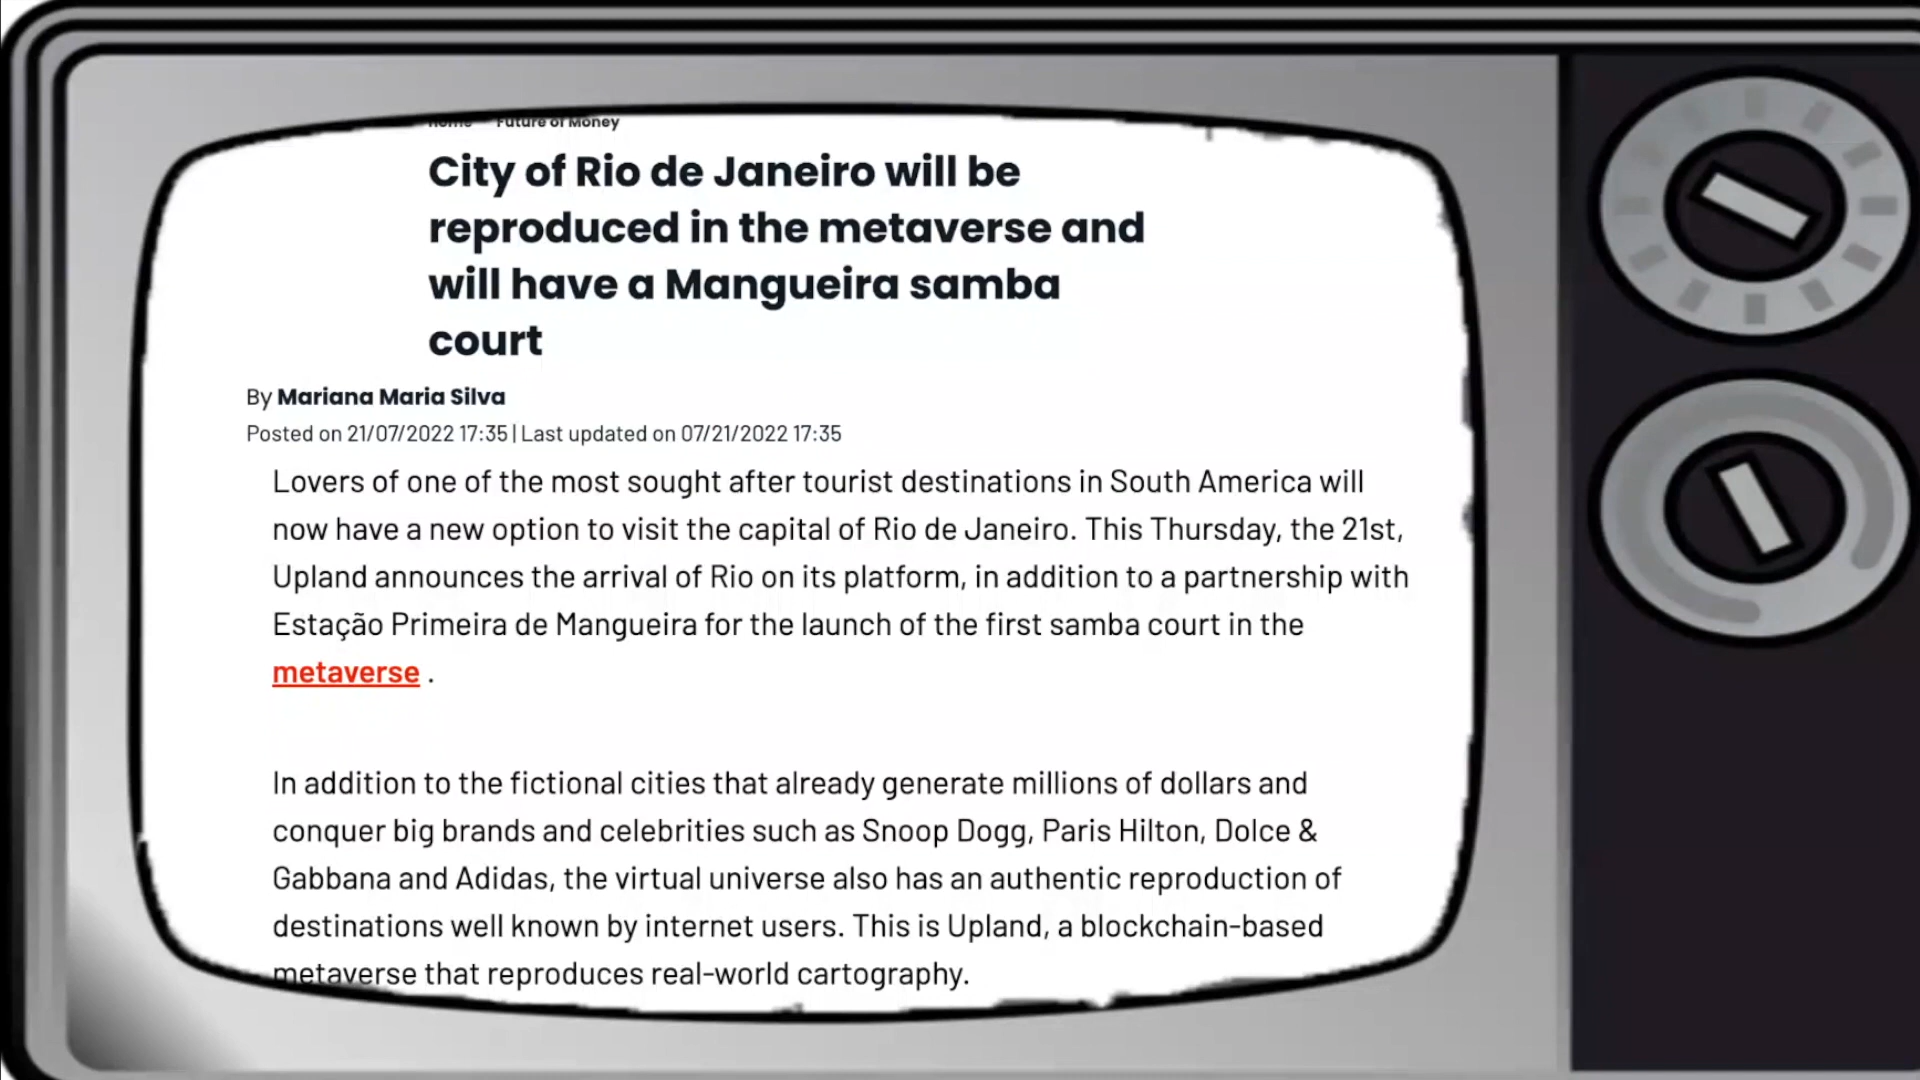 Future of Money
City of Rio de Janeiro will be
reproduced in the metaverse and
will have a Mangueira samba
court
By Mariana Maria Silva
Posted on 21/07/2022 17:35 | Last updated on 07/21/2022 17:35
Lovers of one of the most sought after tourist destinations in South America will
now have a new option to visit the capital of Rio de Janeiro. This Thursday, the 21st,
Upland announces the arrival of Rio on its platform, in addition to a partnership with
Estação Primeira de Mangueira for the launch of the first samba court in the
metaverse .
In addition to the fictional cities that already generate millions of dollars and
conquer big brands and celebrities such as Snoop Dogg, Paris Hilton, Dolce &
Gabbana and Adidas, the virtual universe also has an authentic reproduction of
destinations well known by internet users. This is Upland, a blockchain-based
metaverse that reproduces real-world cartography.